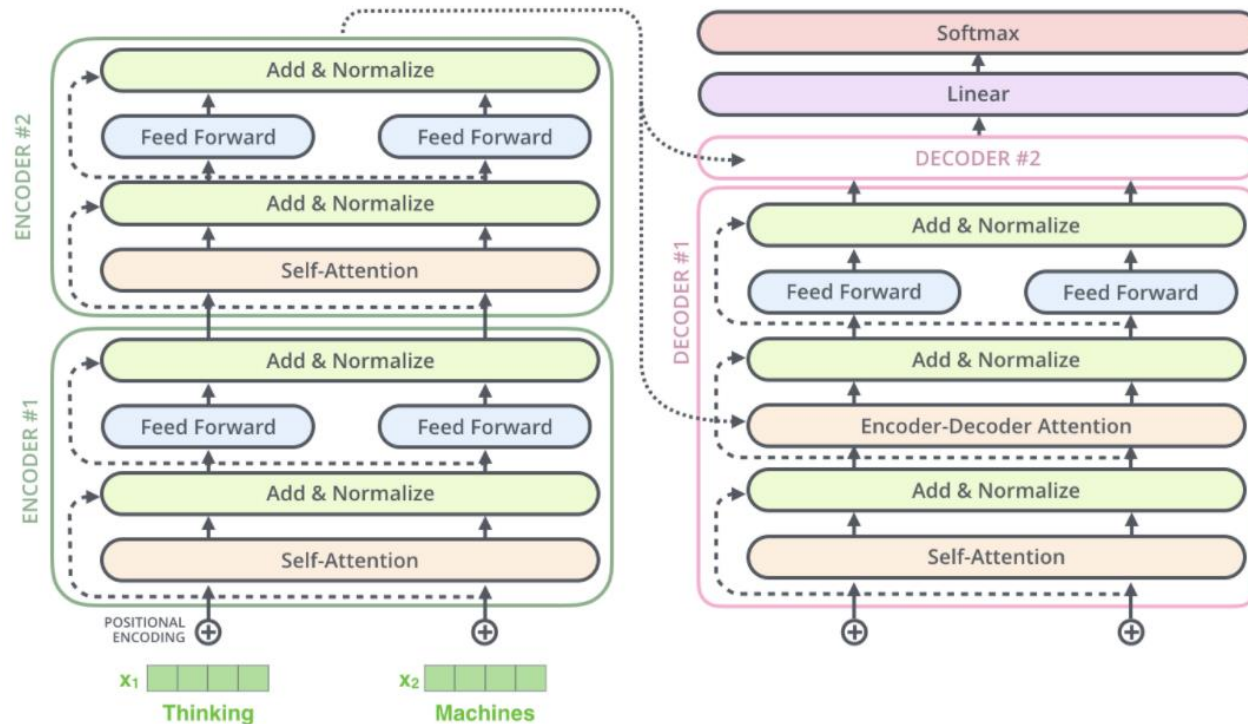 ENCODER #2
Add & Normalize
Feed Forward Feed Forward
Add & Normalize
Self-Attention
ENCODER #1
Add & Normalize
Feed Forward Feed Forward
Add & Normalize
Self-Attention
POSITIONAL
ENCODING
x₁ x₂
Thinking Machines
Softmax
Linear
DECODER #2
DECODER #1
Add & Normalize
Feed Forward Feed Forward
Add & Normalize
Encoder-Decoder Attention
Add & Normalize
Self-Attention